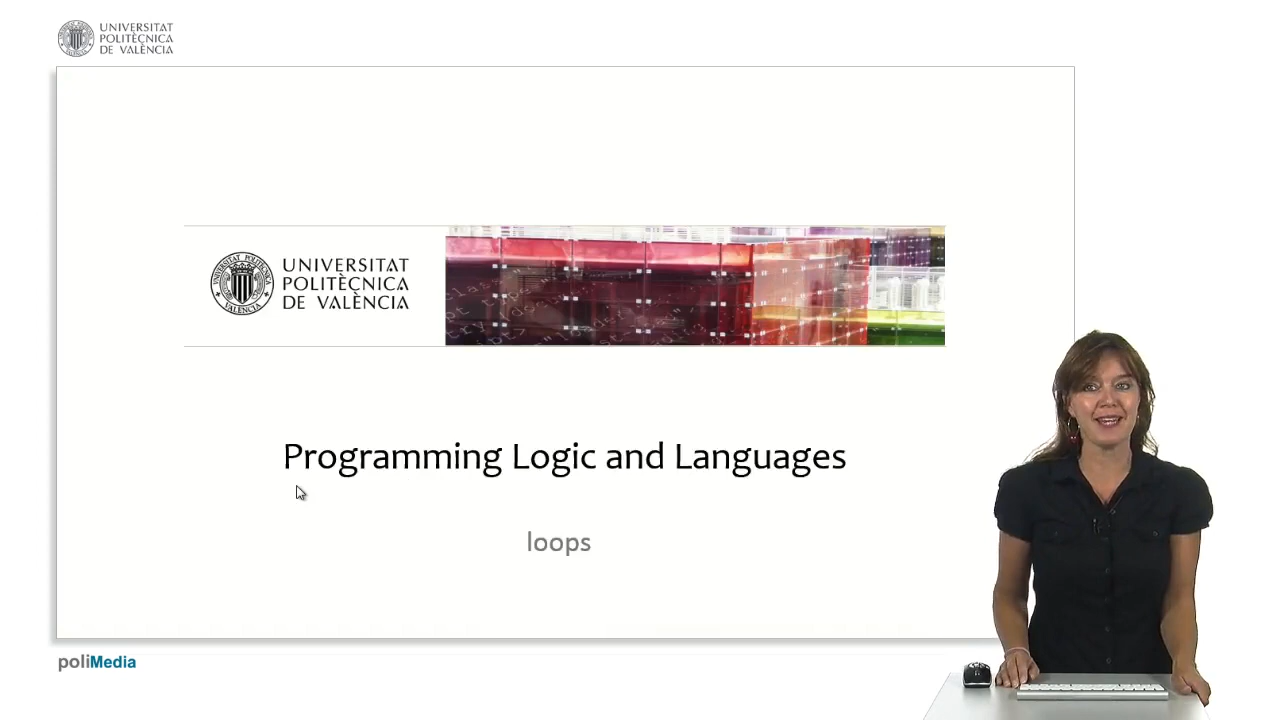 UNIVERSITAT
POLITÈCNICA
DE VALÈNCIA
UNIVERSITAT
POLITÈCNICA
DE VALÈNCIA
Programming Logic and Languages
loops
poliMedia